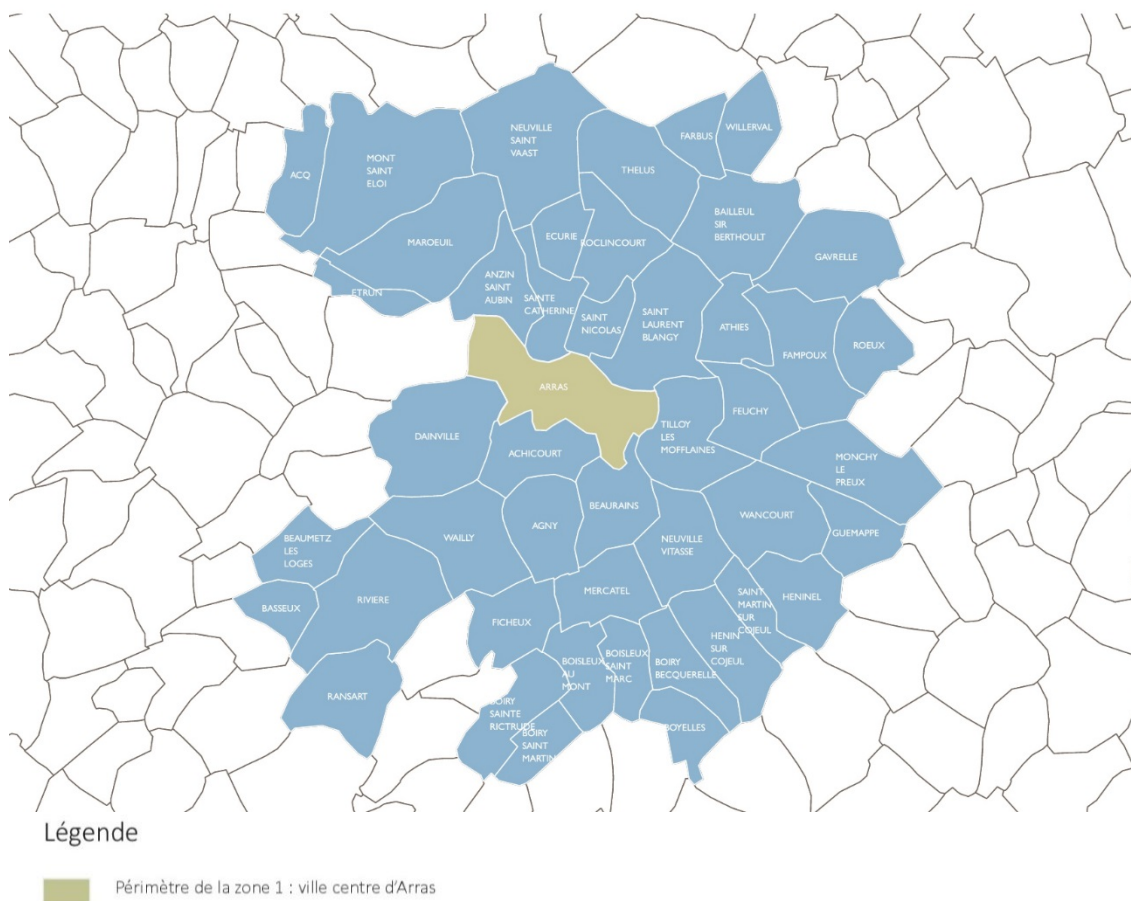 NEUVILLE
SAINT
VAAST
FARBUS
WILLERVAL
MONT
SAINT
ELOI
ACQ
THELUS
BAILLEUL
SIR
BERTHOULT
ECURIE
ROCLINCOURT
MAROEUIL
GAVRELLE
ANZIN
SAINT
AUBIN
ETRUN
SAINTE
CATHERINE
SAINT
NICOLAS
SAINT
LAURENT
BLANGY
ATHIES
FAMPOUX
ROEUX
ARRAS
FEUCHY
DAINVILLE
TILLOY
LES
MOFFLAINES
ACHICOURT
MONCHY
LE
PREUX
BEAURAINS
WANCOURT
AGNY
GUEMAPPE
BEAUMETZ
LES
LOGES
WAILLY
NEUVILLE
VITASSE
MERCATEL
SAINT
MARTIN
SUR
COJEUL
HENINEL
BASSEUX
RIVIERE
FICHEUX
HENIN
SUR
COJEUL
BOISLEUX
AU
MONT
BOISLEUX
SAINT
MARC
BOIRY
BECQUERELLE
RANSART
BOIRY
SAINTE
RICTRUDE
BOIRY
SAINT
MARTIN
BOYELLES
Légende
Périmètre de la zone 1 : ville centre d'Arras